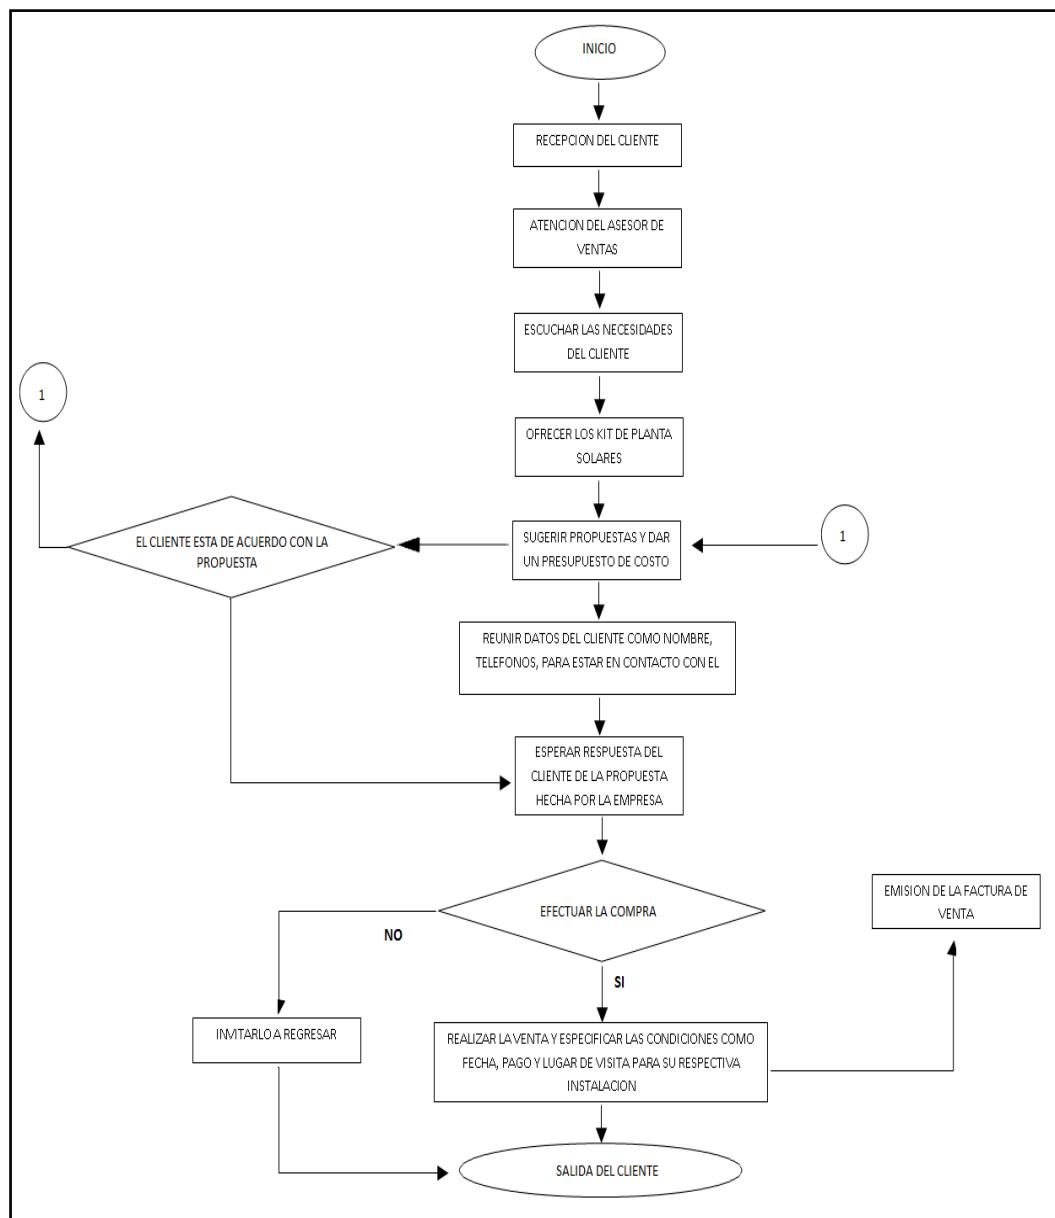 INICIO
RECEPCION DEL CLIENTE
ATENCION DEL ASESOR DE
VENTAS
ESCUCHAR LAS NECESIDADES
DEL CLIENTE
1
OFRECER LOS KIT DE PLANTA
SOLARES
EL CLIENTE ESTA DE ACUERDO CON LA
PROPUESTA
SUGERIR PROPUESTAS Y DAR
UN PRESUPUESTO DE COSTO
1
REUNIR DATOS DEL CLIENTE COMO NOMBRE,
TELEFONOS, PARA ESTAR EN CONTACTO CON EL
ESPERAR RESPUESTA DEL
CLIENTE DE LA PROPUESTA
HECHA POR LA EMPRESA
EFECTUAR LA COMPRA
EMISION DE LA FACTURA DE
VENTA
NO
SI
INVITARLO A REGRESAR
REALIZAR LA VENTA Y ESPECIFICAR LAS CONDICIONES COMO
FECHA, PAGO Y LUGAR DE VISITA PARA SU RESPECTIVA
INSTALACION
SALIDA DEL CLIENTE